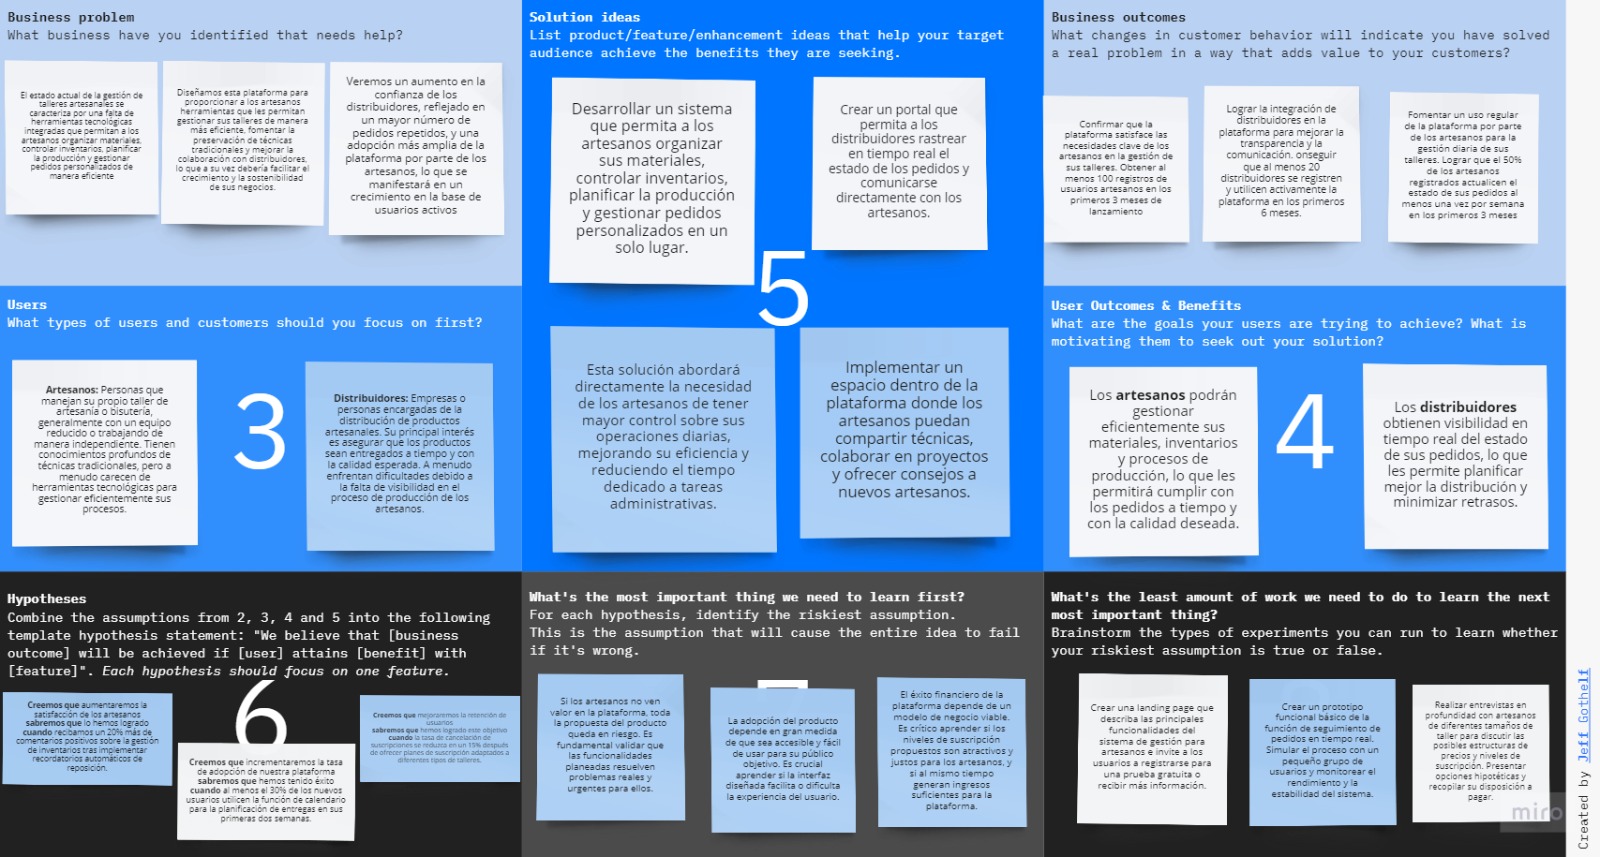 Business problem
What business have you identified that needs help?
El estado actual de la gestión de
talleres artesanales se
caracteriza por una falta de
herramientas tecnológicas
integradas que permitan a los
artesanos organizar materiales,
controlar inventarios, planificar
la producción y gestionar
pedidos personalizados de
manera eficiente
Diseñamos esta plataforma para
proporcionar a los artesanos
herramientas que les permitan
gestionar sus talleres de manera
más eficiente, fomentar la
preservación de técnicas
tradicionales y mejorar la
colaboración con distribuidores,
lo que a su vez debería facilitar el
crecimiento y la sostenibilidad
de sus negocios.
Veremos un aumento en la
confianza de los
distribuidores, reflejado en
un mayor número de
pedidos repetidos, y una
adopción más amplia de la
plataforma por parte de los
artesanos, lo que se
manifestará en un
crecimiento en la base de
usuarios activos
Solution ideas
List product/feature/enhancement ideas that help your target
audience achieve the benefits they are seeking.
Desarrollar un sistema
que permita a los
artesanos organizar
sus materiales,
controlar inventarios,
planificar la producción
y gestionar pedidos
personalizados en un
solo lugar.
Crear un portal que
permita a los
distribuidores rastrear
en tiempo real el
estado de los pedidos y
comunicarse
directamente con los
artesanos.
5
Esta solución abordará
directamente la necesidad
de los artesanos de tener
mayor control sobre sus
operaciones diarias,
mejorando su eficiencia y
reduciendo el tiempo
dedicado a tareas
administrativas.
Implementar un
espacio dentro de la
plataforma donde los
artesanos puedan
compartir técnicas,
colaborar en proyectos
y ofrecer consejos a
nuevos artesanos.
Business outcomes
What changes in customer behavior will indicate you have solved
a real problem in a way that adds value to your customers?
Confirmar que la
plataforma satisface las
necesidades clave de los
artesanos en la gestión de
sus talleres. Obtener al
menos 100 registros de
usuarios artesanos en los
primeros 3 meses de
lanzamiento
Lograr la integración de
distribuidores en la
plataforma para mejorar la
transparencia y la
comunicación. onseguir
que al menos 20
distribuidores se registren
y utilicen activamente la
plataforma en los primeros
6 meses.
Fomentar un uso regular
de la plataforma por parte
de los artesanos para la
gestión diaria de sus
talleres. Lograr que el 50%
de los artesanos
registrados actualicen el
estado de sus pedidos al
menos una vez por semana
en los primeros 3 meses
Users
What types of users and customers should you focus on first?
Artesanos: Personas que
manejan su propio taller de
artesanía o bisutería,
generalmente con un equipo
reducido o trabajando de
manera independiente. Tienen
conocimientos profundos de
técnicas tradicionales, pero a
menudo carecen de
herramientas tecnológicas para
gestionar eficientemente sus
procesos.
3
Distribuidores: Empresas o
personas encargadas de la
distribución de productos
artesanales. Su principal interés
es asegurar que los productos
sean entregados a tiempo y con
la calidad esperada. A menudo
enfrentan dificultades debido a
la falta de visibilidad en el
proceso de producción de los
artesanos.
User Outcomes & Benefits
What are the goals your users are trying to achieve? What is
motivating them to seek out your solution?
Los artesanos podrán
gestionar
eficientemente sus
materiales, inventarios
y procesos de
producción, lo que les
permitirá cumplir con
los pedidos a tiempo y
con la calidad deseada.
4
Los distribuidores
obtienen visibilidad en
tiempo real del estado
de sus pedidos, lo que
les permite planificar
mejor la distribución y
minimizar retrasos.
Hypotheses
Combine the assumptions from 2, 3, 4 and 5 into the following
template hypothesis statement: "We believe that [business
outcome] will be achieved if [user] attains [benefit] with
[feature]". Each hypothesis should focus on one feature.
Creemos que aumentaremos la
satisfacción de los artesanos
sabremos que lo hemos logrado
cuando recibamos un 20% más de
comentarios positivos sobre la gestión
de inventarios tras implementar
recordatorios automáticos de
reposición.
6
Creemos que incrementaremos la tasa
de adopción de nuestra plataforma
sabremos que hemos tenido éxito
cuando al menos el 30% de los nuevos
usuarios utilicen la función de calendario
para la planificación de entregas en sus
primeras dos semanas.
Creemos que mejoraremos la retención de
usuarios
sabremos que hemos logrado este objetivo
cuando la tasa de cancelación de
suscripciones se reduzca en un 15% después
de ofrecer planes de suscripción adaptados a
diferentes tipos de talleres.
What's the most important thing we need to learn first?
For each hypothesis, identify the riskiest assumption.
This is the assumption that will cause the entire idea to fail
if it's wrong.
Si los artesanos no ven
valor en la plataforma, toda
la propuesta del producto
queda en riesgo. Es
fundamental validar que
las funcionalidades
planeadas resuelven
problemas reales y
urgentes para ellos.
La adopción del producto
depende en gran medida
de que sea accesible y fácil
de usar para su público
objetivo. Es crucial
aprender si la interfaz
diseñada facilita o dificulta
la experiencia del usuario.
El éxito financiero de la
plataforma depende de un
modelo de negocio viable.
Es crítico aprender si los
niveles de suscripción
propuestos son atractivos y
justos para los artesanos, y
si al mismo tiempo
generan ingresos
suficientes para la
plataforma.
What's the least amount of work we need to do to learn the next
most important thing?
Brainstorm the types of experiments you can run to learn whether
your riskiest assumption is true or false.
Crear una landing page que
describa las principales
funcionalidades del
sistema de gestión para
artesanos e invite a los
usuarios a registrarse para
una prueba gratuita o
recibir más información.
Crear un prototipo
funcional básico de la
función de seguimiento de
pedidos en tiempo real.
Simular el proceso con un
pequeño grupo de
usuarios y monitorear el
rendimiento y la
estabilidad del sistema.
Realizar entrevistas en
profundidad con artesanos
de diferentes tamaños de
taller para discutir las
posibles estructuras de
precios y niveles de
suscripción. Presentar
opciones hipotéticas y
recopilar su disposición a
pagar.
miro
Created by Jeff Gothelf